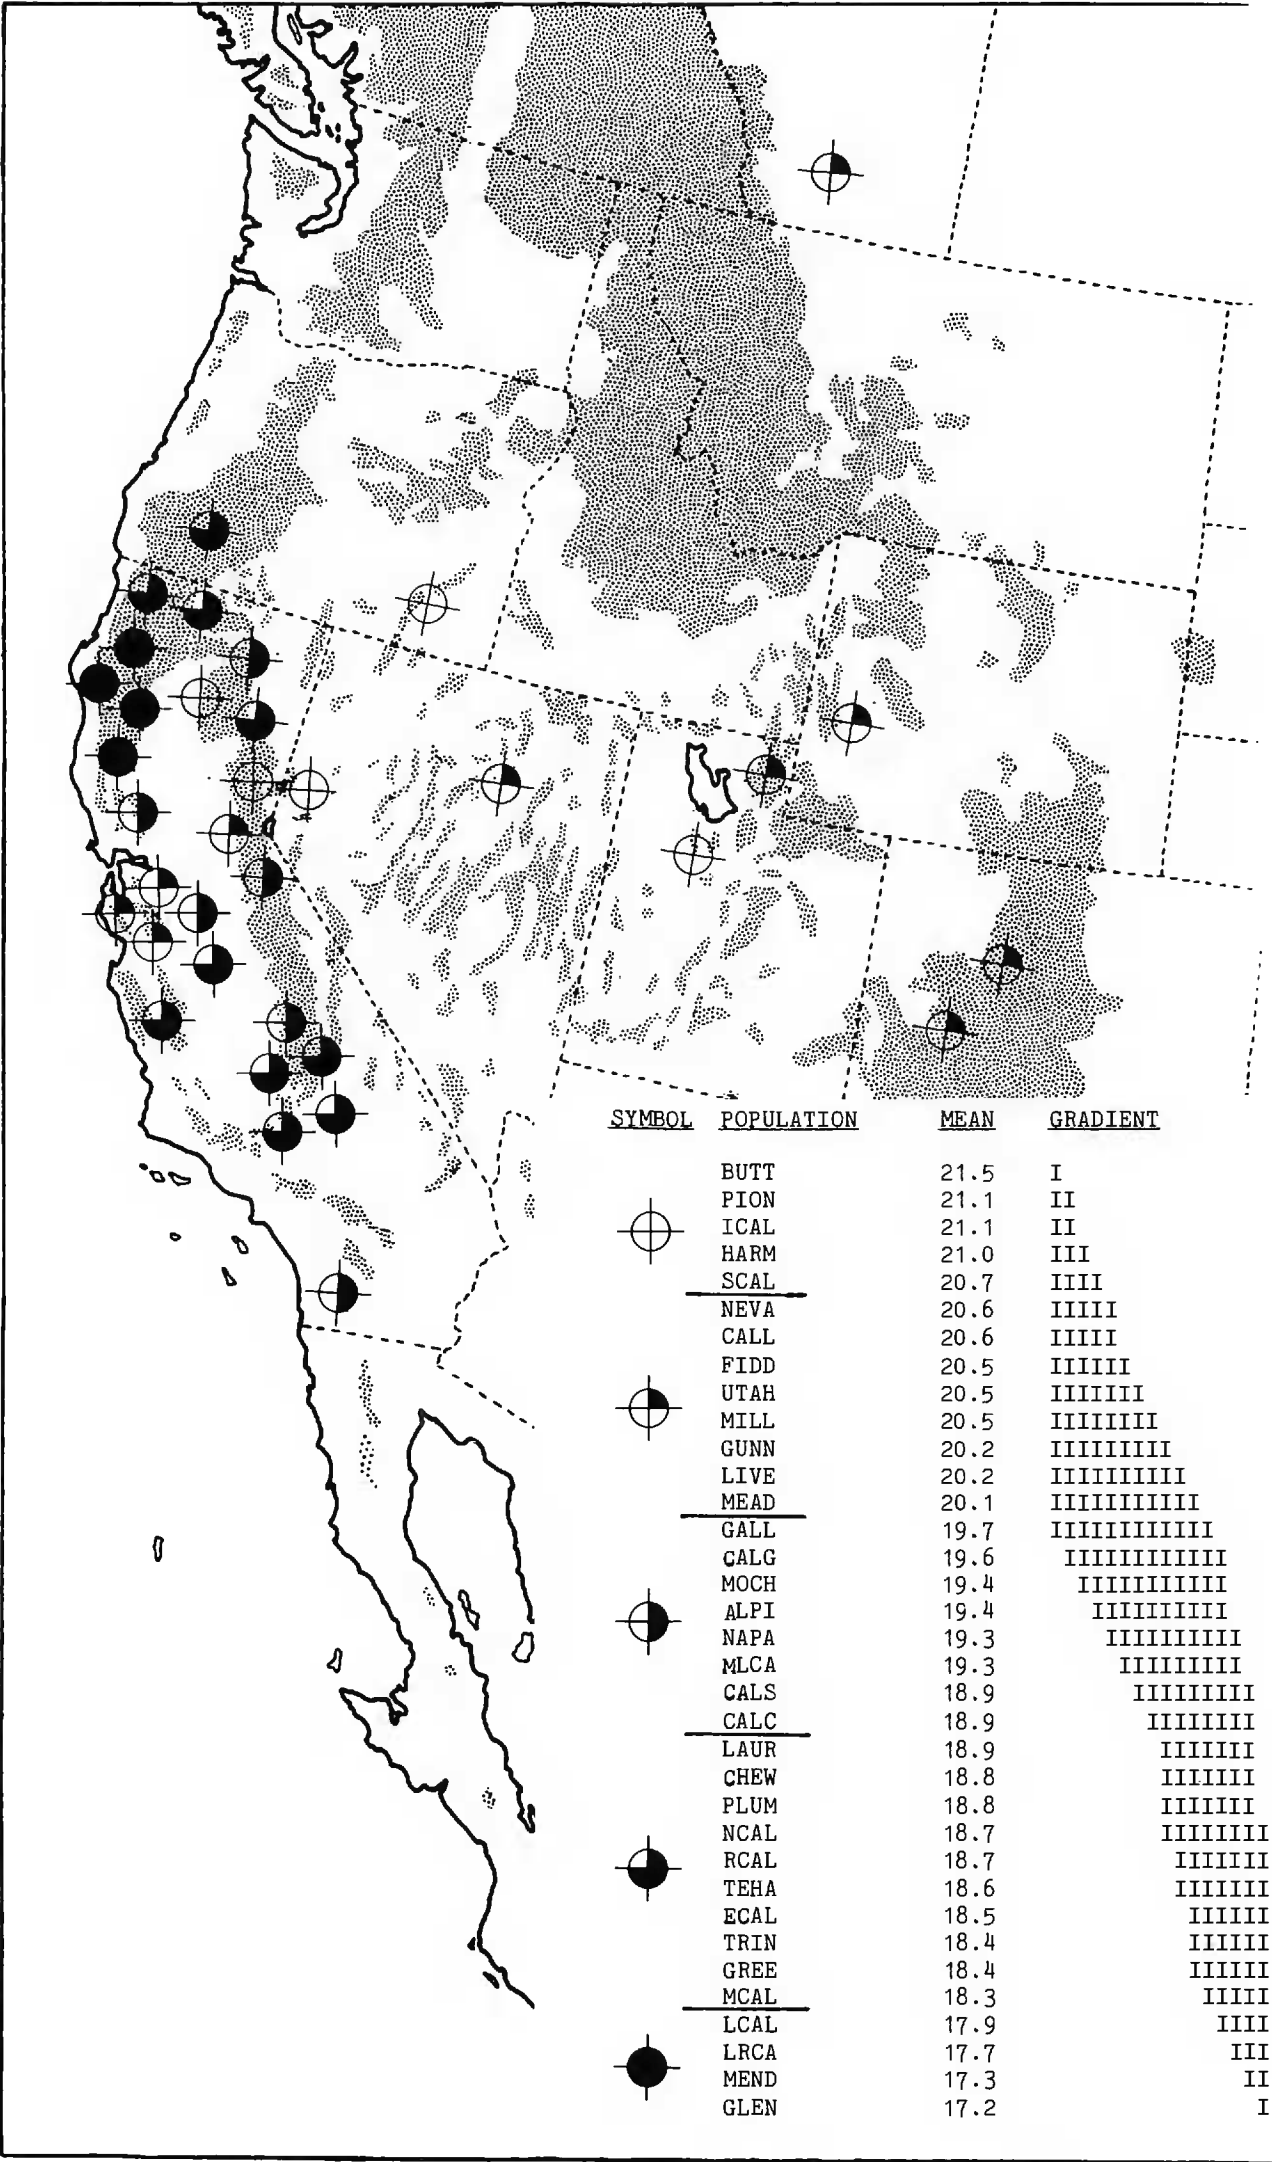 SYMBOL POPULATION MEAN GRADIENT
BUTT 21.5 I
PION 21.1 II
ICAL 21.1 II
HARM 21.0 III
SCAL 20.7 IIII
NEVA 20.6 IIIII
CALL 20.6 IIIII
FIDD 20.5 IIIIII
UTAH 20.5 IIIIIII
MILL 20.5 IIIIIIII
GUNN 20.2 IIIIIIIII
LIVE 20.2 IIIIIIIIII
MEAD 20.1 IIIIIIIIIII
GALL 19.7 IIIIIIIIIIII
CALG 19.6 IIIIIIIIIIII
MOCH 19.4 IIIIIIIIIII
ALPI 19.4 IIIIIIIIII
NAPA 19.3 IIIIIIIIII
MLCA 19.3 IIIIIIIII
CALS 18.9 IIIIIIIII
CALC 18.9 IIIIIIII
LAUR 18.9 IIIIIII
CHEW 18.8 IIIIIII
PLUM 18.8 IIIIIII
NCAL 18.7 IIIIIIII
RCAL 18.7 IIIIIII
TEHA 18.6 IIIIIII
ECAL 18.5 IIIIII
TRIN 18.4 IIIIII
GREE 18.4 IIIIII
MCAL 18.3 IIIII
LCAL 17.9 IIII
LRCA 17.7 III
MEND 17.3 II
GLEN 17.2 I